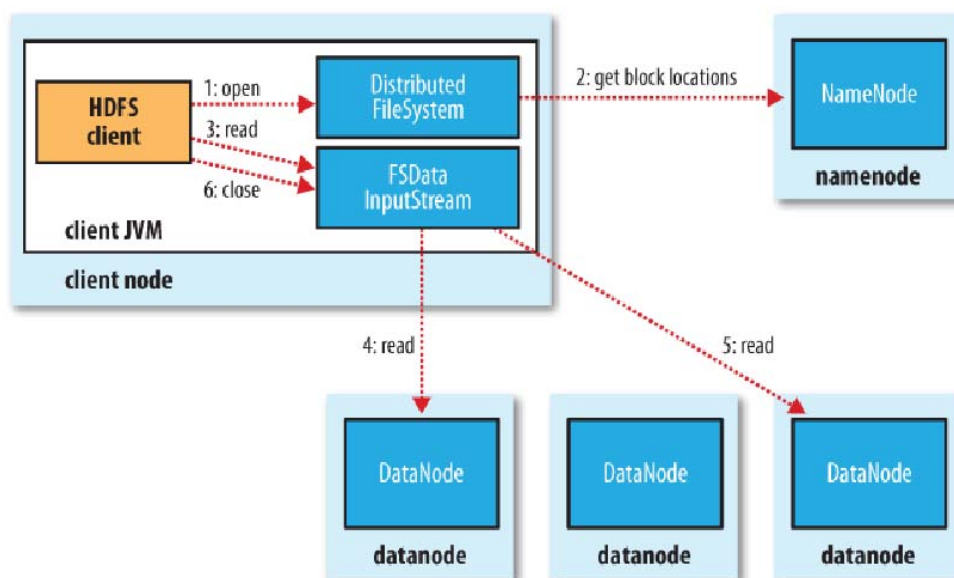 HDFS
client
1: open
3: read
6: close
Distributed
FileSystem
FSData
InputStream
client JVM
client node
2: get block locations
NameNode
namenode
4: read
5: read
DataNode
datanode
DataNode
datanode
DataNode
datanode